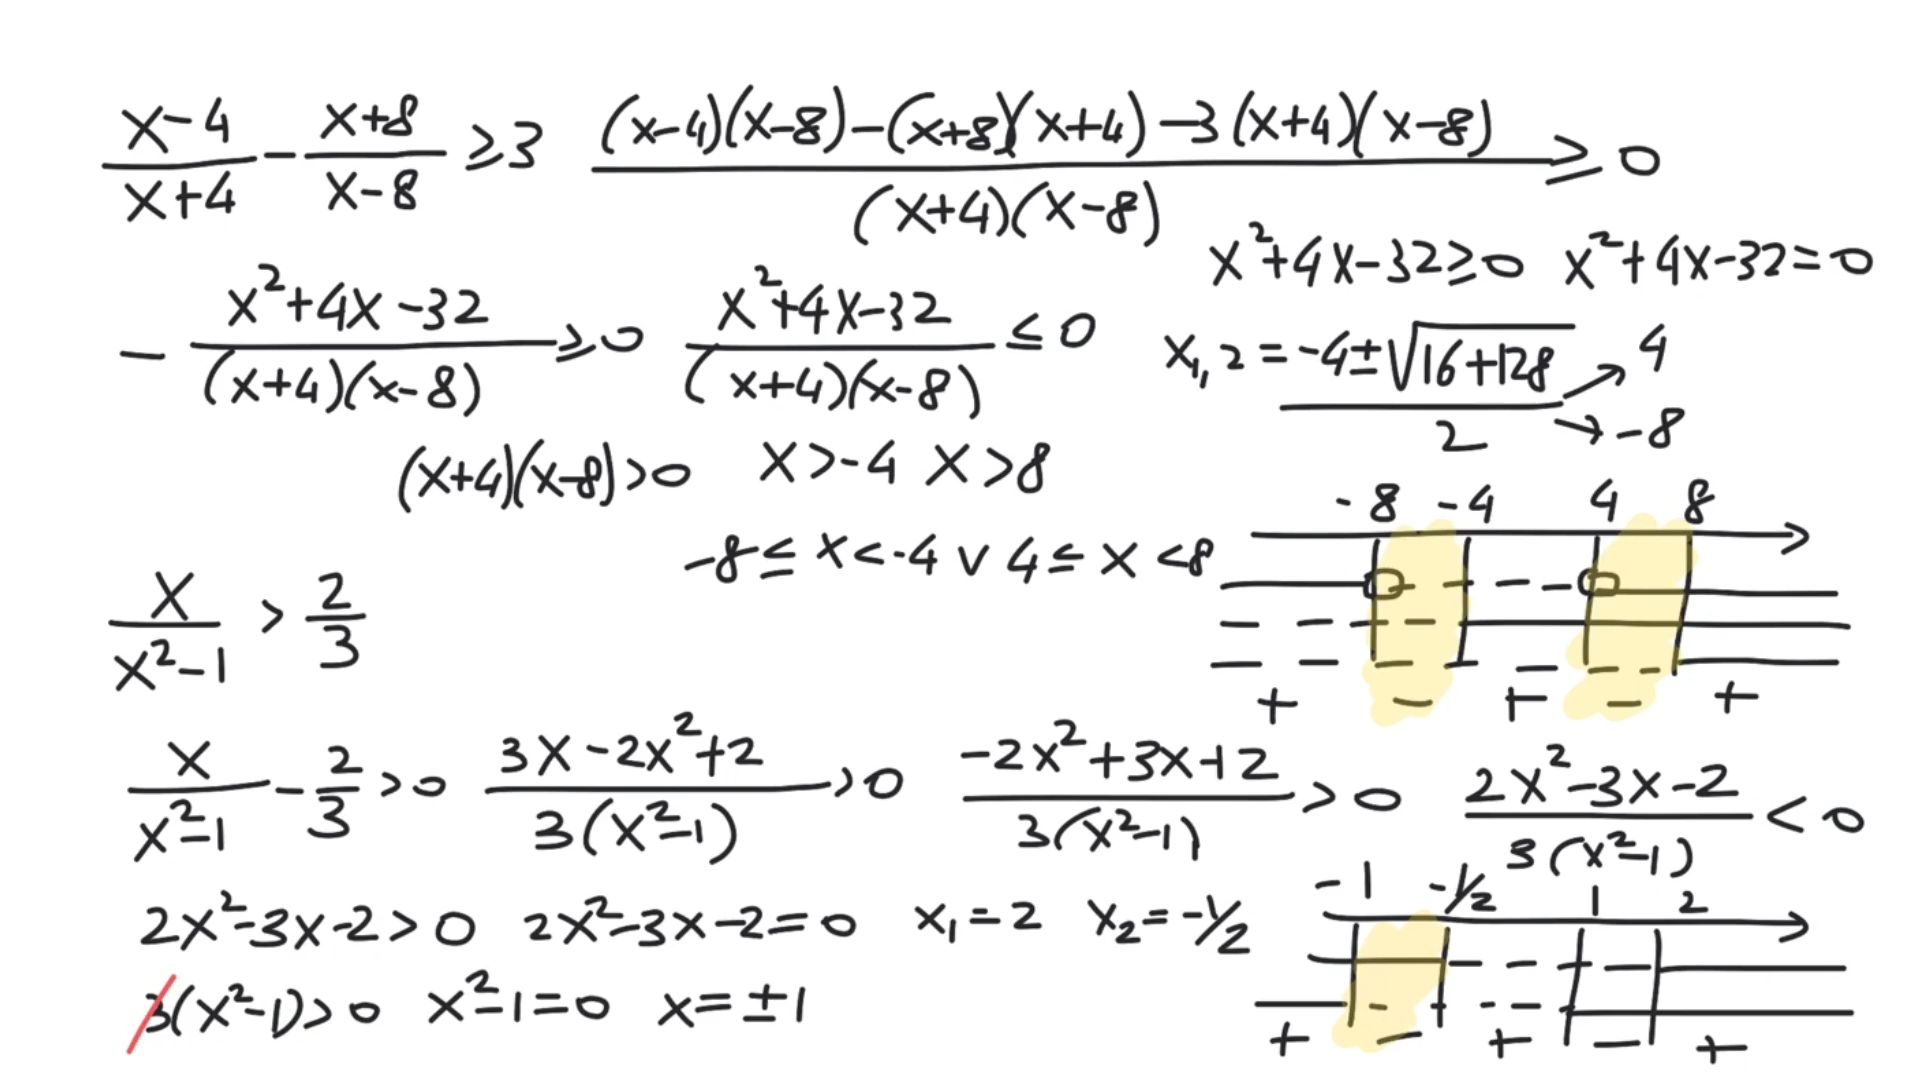 (x-4)/(x+4) - (x+8)/(x-8) ≥ 3   ((x-4)(x-8)-(x+8)(x+4)-3(x+4)(x-8))/((x+4)(x-8)) ≥ 0
-(x²+4x-32)/((x+4)(x-8)) ≥ 0   (x²+4x-32)/((x+4)(x-8)) ≤ 0
x²+4x-32≥0   x²+4x-32=0
x1,2 = (-4±√(16+128))/2 → 4 → -8
(x+4)(x-8)>0   x>-4   x>8
-8 -4 4 8
-8≤x<-4 ∨ 4≤x<8
+ - + - +
x/(x²-1) > 2/3
x/(x²-1) - 2/3 > 0   (3x-2x²+2)/(3(x²-1)) > 0   (-2x²+3x+2)/(3(x²-1)) > 0   (2x²-3x-2)/(3(x²-1)) < 0
2x²-3x-2>0   2x²-3x-2=0   x₁=2   x₂=-1/2
-1 -1/2 1 2
3(x²-1)>0   x²-1=0   x=±1
+ - + - +